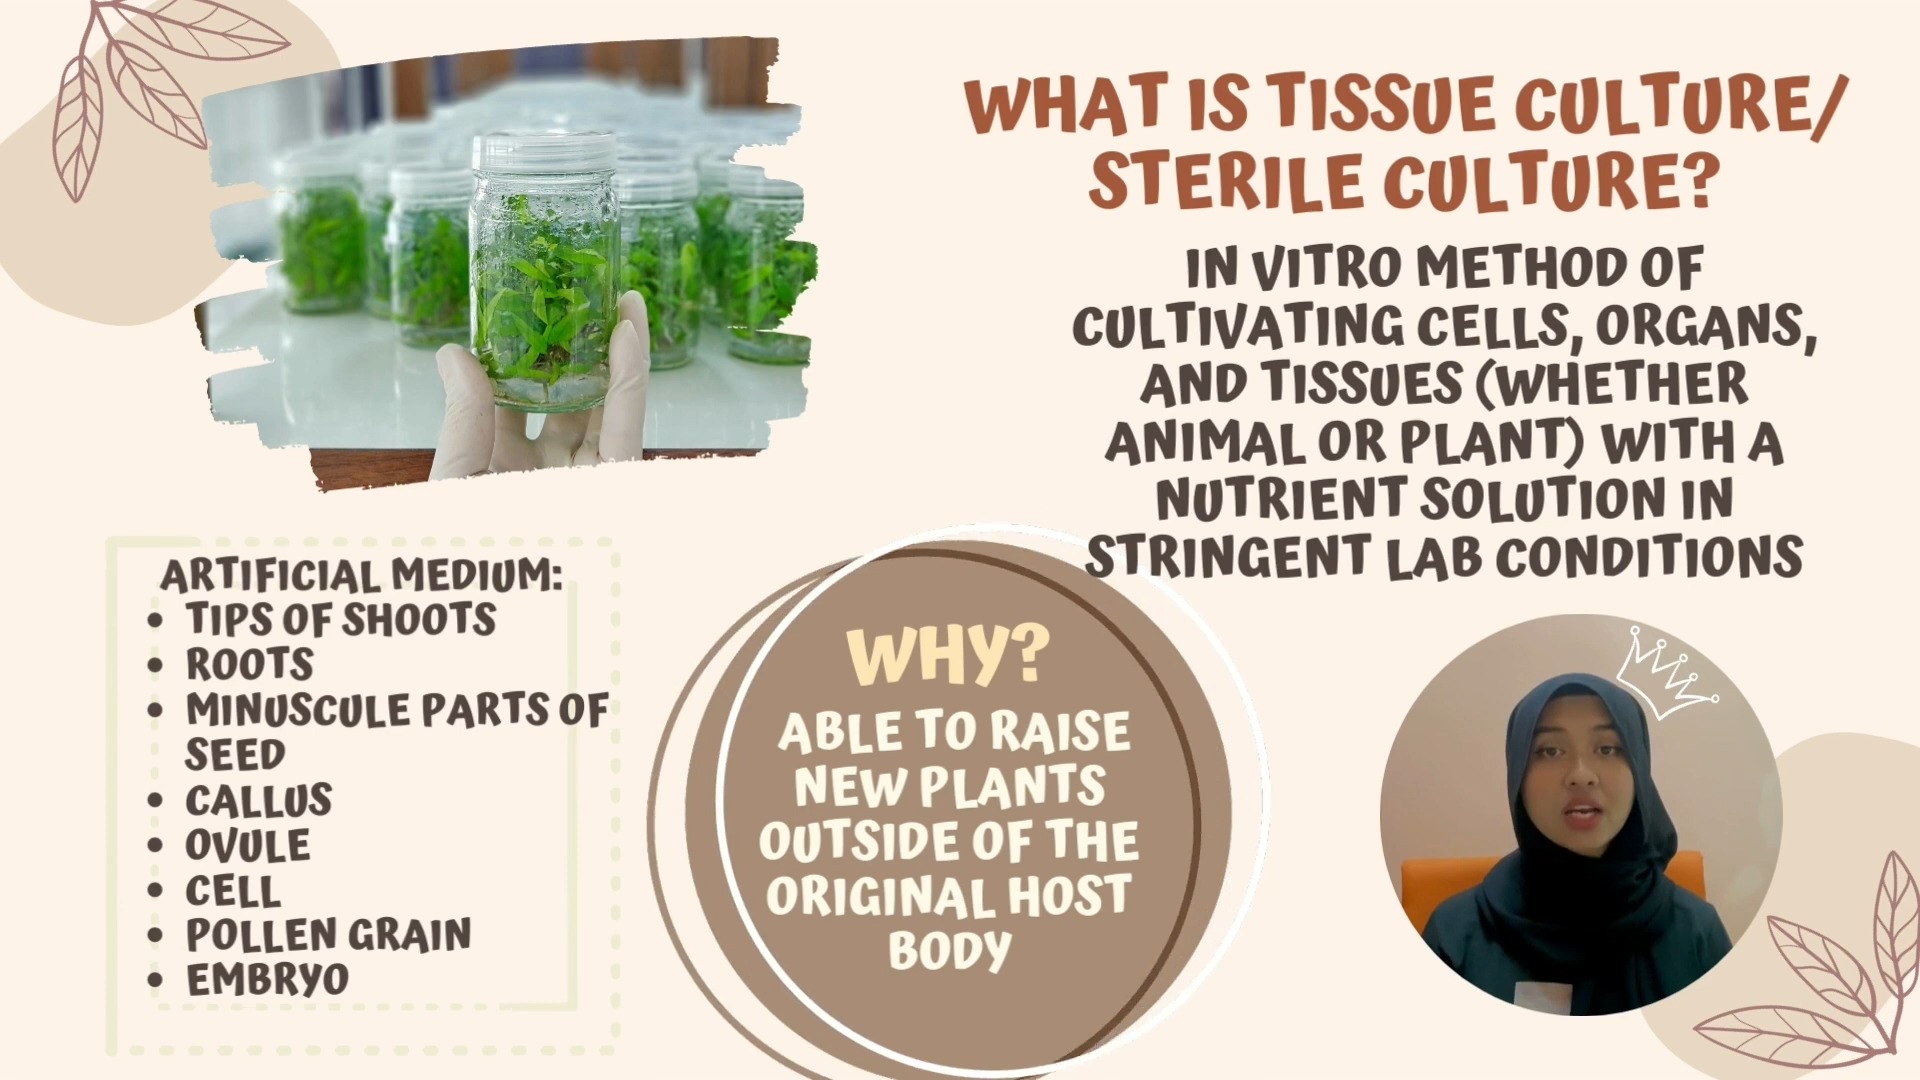 WHAT IS TISSUE CULTURE/
STERILE CULTURE?
IN VITRO METHOD OF
CULTIVATING CELLS, ORGANS,
AND TISSUES (WHETHER
ANIMAL OR PLANT) WITH A
NUTRIENT SOLUTION IN
STRINGENT LAB CONDITIONS
ARTIFICIAL MEDIUM:
• TIPS OF SHOOTS
• ROOTS
• MINUSCULE PARTS OF
SEED
• CALLUS
• OVULE
• CELL
• POLLEN GRAIN
• EMBRYO
WHY?
ABLE TO RAISE
NEW PLANTS
OUTSIDE OF THE
ORIGINAL HOST
BODY